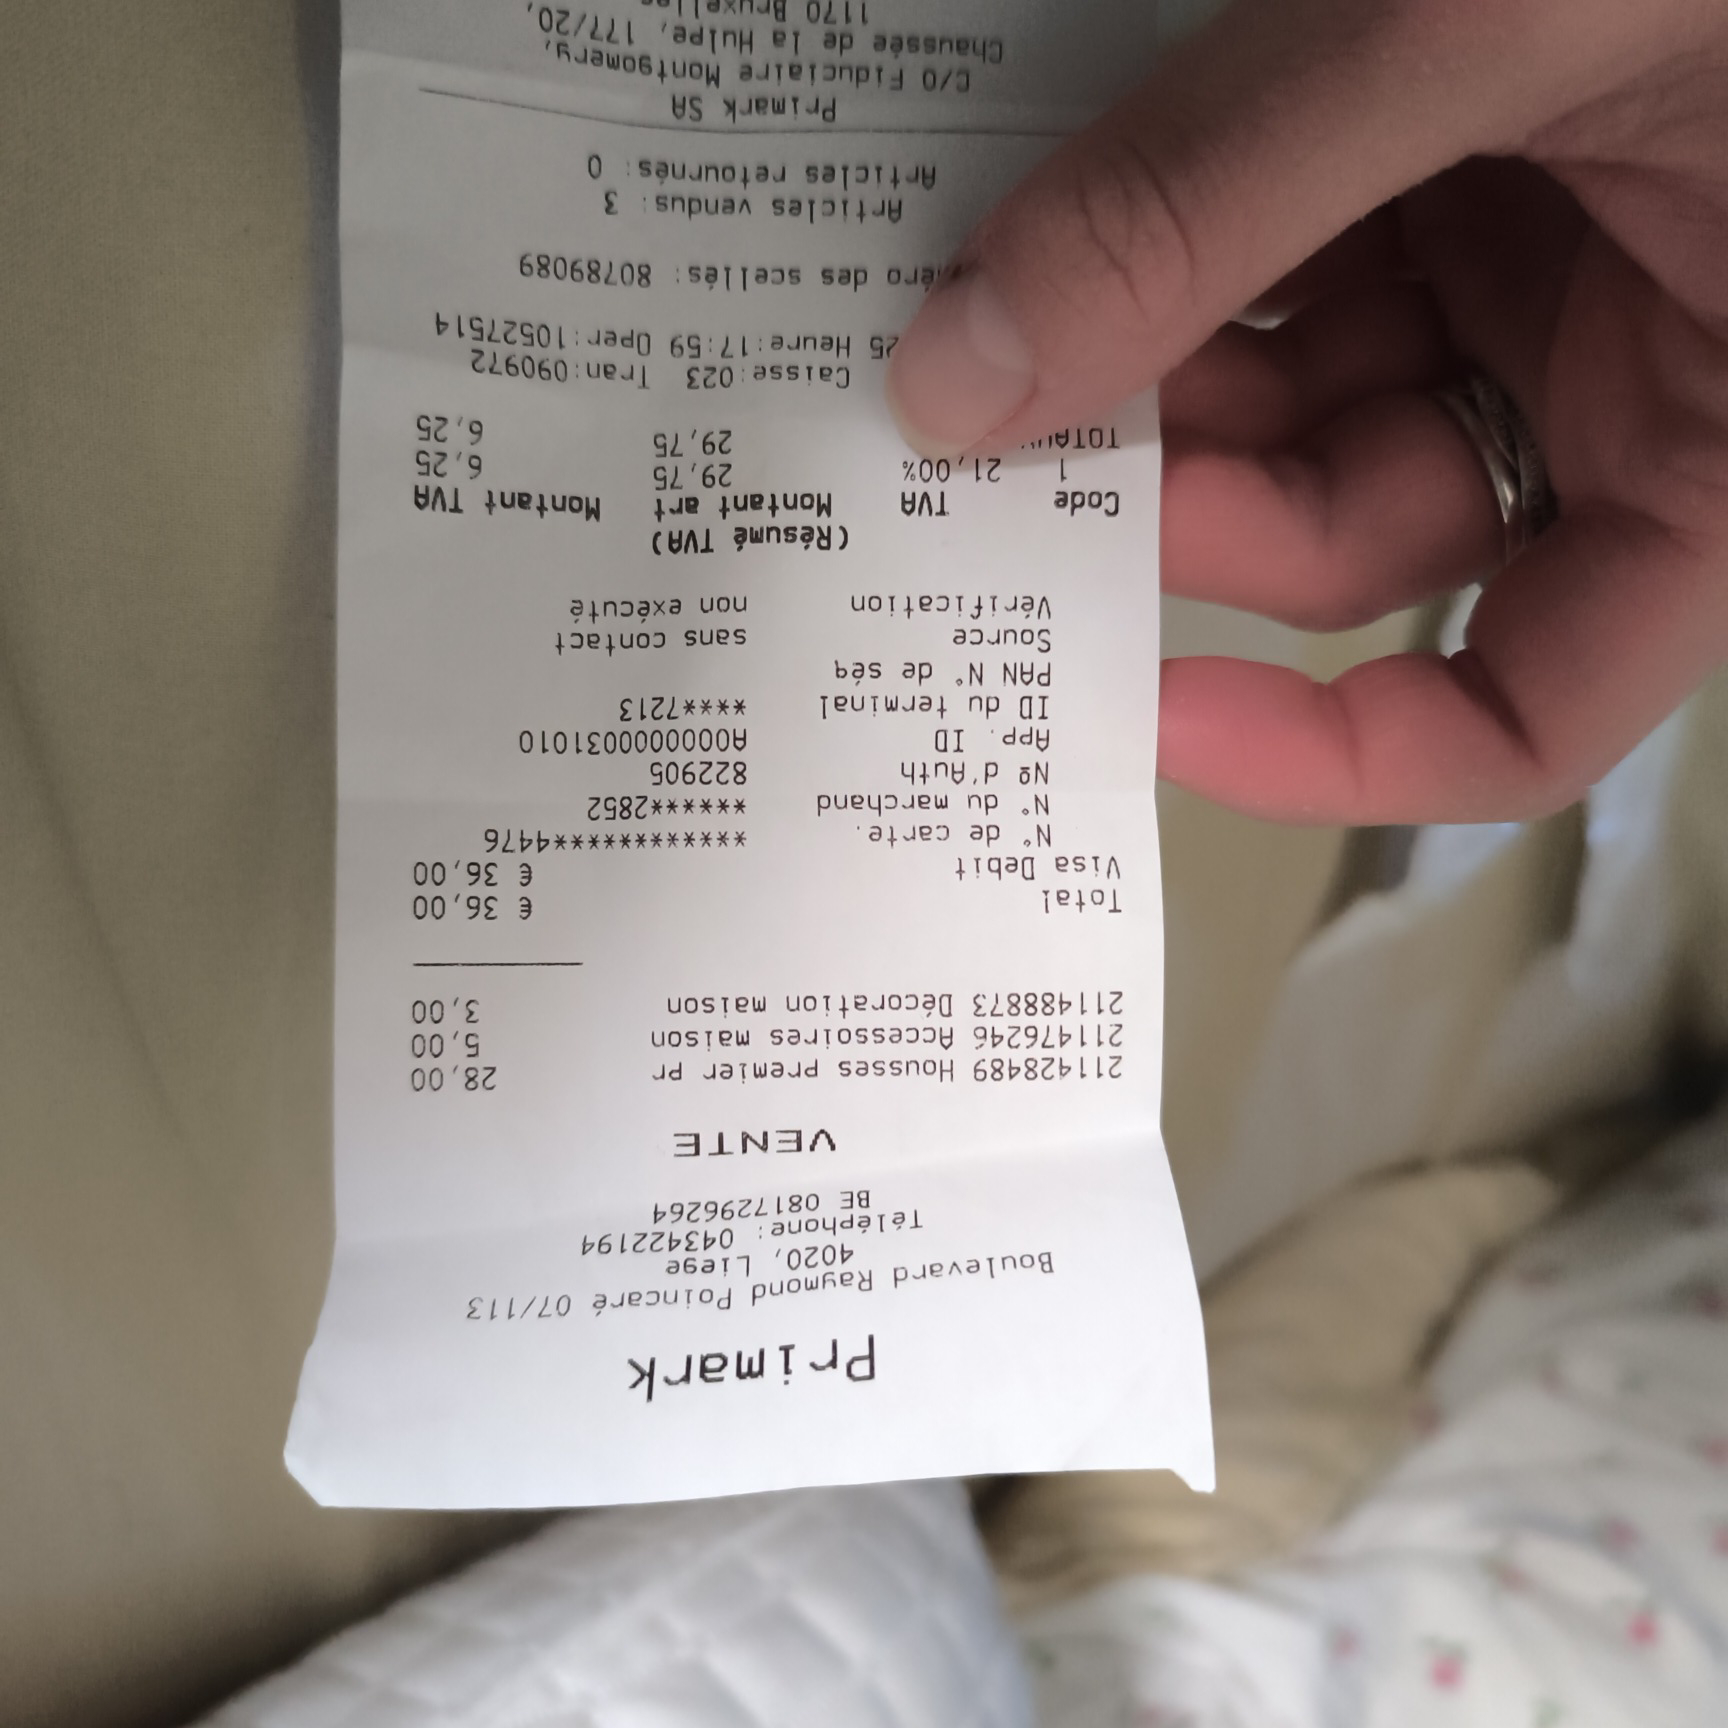 Primark
Boulevard Raymond Poincaré 07/113
4020, Liege
Téléphone: 043422194
BE 0817296264
VENTE
211428489 Housses premier pr 28,00
211476246 Accessoires maison 5,00
211488873 Décoration maison 3,00
Total € 36,00
Visa Debit € 36,00
N° de carte. ************4476
N° du marchand ******2852
Nº d'Auth 822905
App. ID A0000000031010
ID du terminal ****7213
PAN N° de séq
Source sans contact
Vérification non exécuté
(Résumé TVA)
Code TVA Montant art Montant TVA
1 21,00% 29,75 6,25
29,75 6,25
Caisse:023 Tran:090972
25 Heure:17:59 Oper:10527514
des scellés: 80789089
Articles vendus: 3
Articles retournés: 0
Primark SA
C/O Fiduciaire Montgomery,
Chaussée de la Hulpe, 177/20,
1170